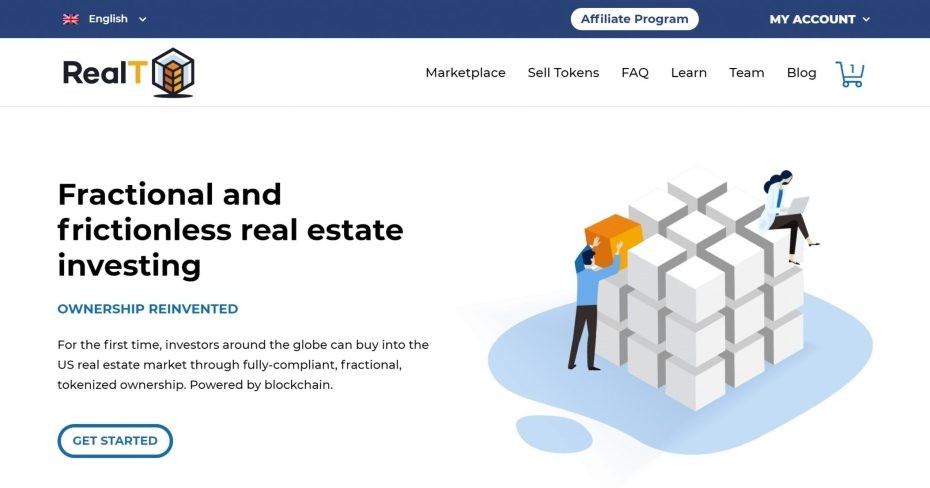 English
Affiliate Program
MY ACCOUNT
RealT
Marketplace
Sell Tokens
FAQ
Learn
Team
Blog
1
Fractional and
frictionless real estate
investing
OWNERSHIP REINVENTED
For the first time, investors around the globe can buy into the
US real estate market through fully-compliant, fractional,
tokenized ownership. Powered by blockchain.
GET STARTED